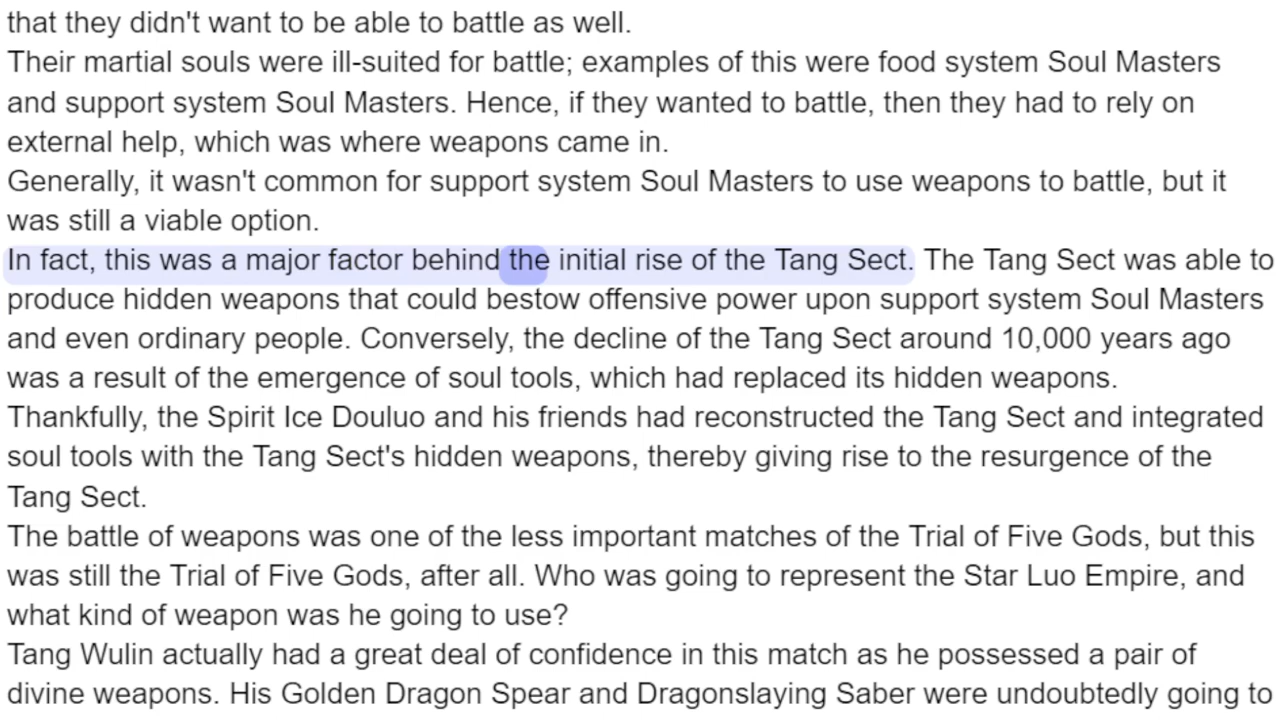 that they didn't want to be able to battle as well.
Their martial souls were ill-suited for battle; examples of this were food system Soul Masters
and support system Soul Masters. Hence, if they wanted to battle, then they had to rely on
external help, which was where weapons came in.
Generally, it wasn't common for support system Soul Masters to use weapons to battle, but it
was still a viable option.
In fact, this was a major factor behind the initial rise of the Tang Sect. The Tang Sect was able to
produce hidden weapons that could bestow offensive power upon support system Soul Masters
and even ordinary people. Conversely, the decline of the Tang Sect around 10,000 years ago
was a result of the emergence of soul tools, which had replaced its hidden weapons.
Thankfully, the Spirit Ice Douluo and his friends had reconstructed the Tang Sect and integrated
soul tools with the Tang Sect's hidden weapons, thereby giving rise to the resurgence of the
Tang Sect.
The battle of weapons was one of the less important matches of the Trial of Five Gods, but this
was still the Trial of Five Gods, after all. Who was going to represent the Star Luo Empire, and
what kind of weapon was he going to use?
Tang Wulin actually had a great deal of confidence in this match as he possessed a pair of
divine weapons. His Golden Dragon Spear and Dragonslaying Saber were undoubtedly going to